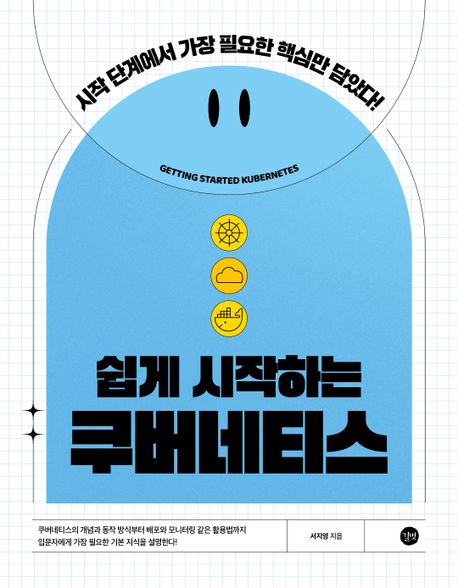 시작 단계에서 가장 필요한 핵심만 담았다!
GETTING STARTED KUBERNETES
쉽게 시작하는
쿠버네티스
쿠버네티스의 개념과 동작 방식부터 배포와 모니터링 같은 활용법까지
입문자에게 가장 필요한 기본 지식을 설명한다!
서지영 지음
길벗